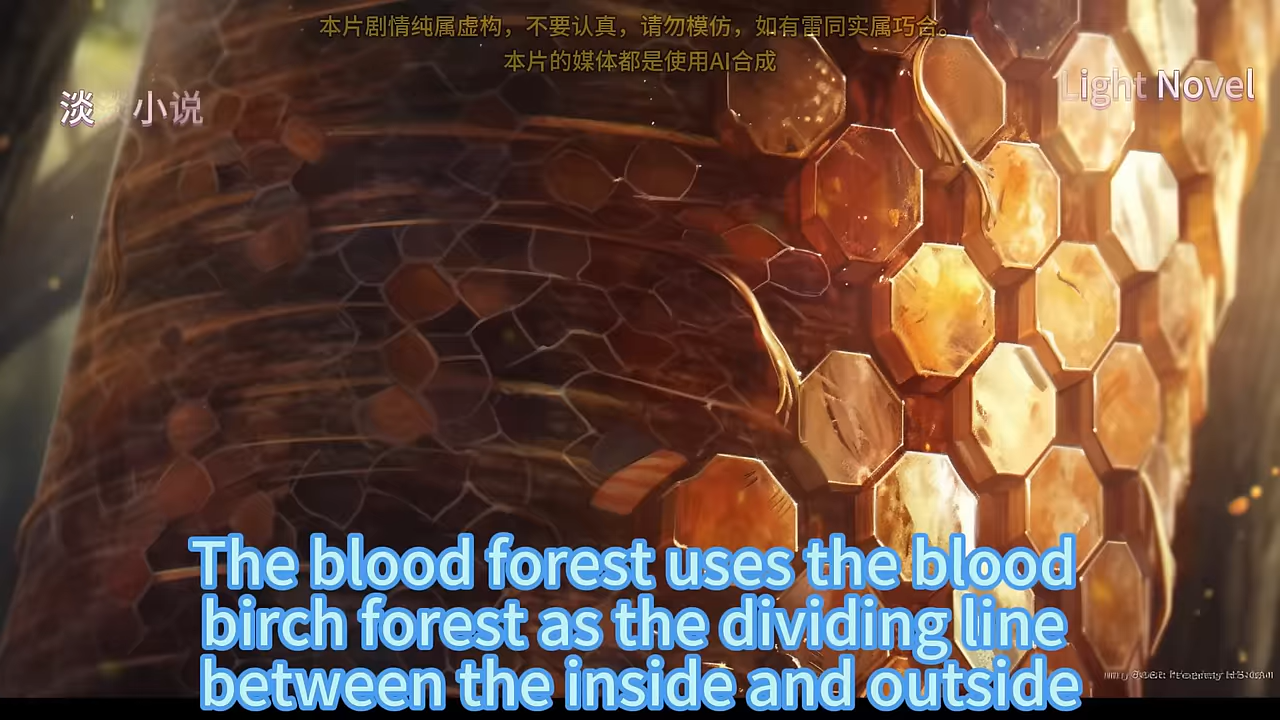 本片剧情纯属虚构，不要认真，请勿模仿，如有雷同实属巧合。
本片的媒体都是使用AI合成
淡淡小说
Light Novel
The blood forest uses the blood
birch forest as the dividing line
between the inside and outside